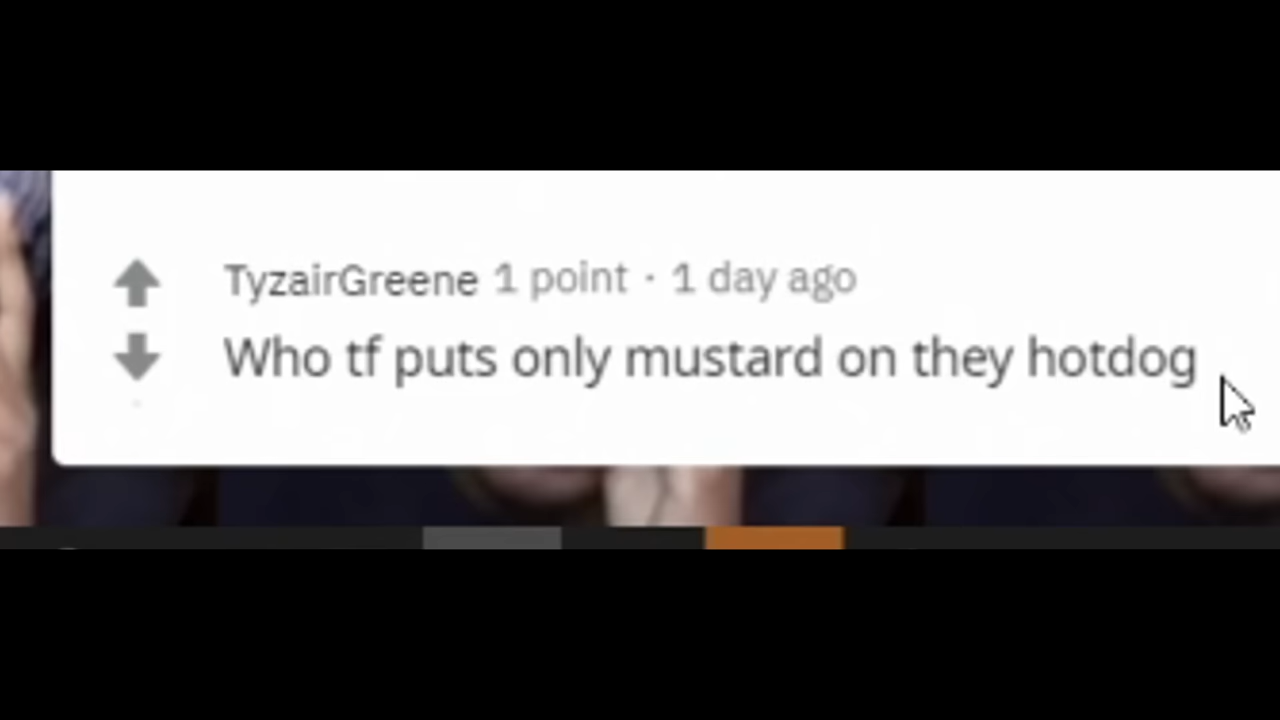 TyzairGreene 1 point · 1 day ago
Who tf puts only mustard on they hotdog